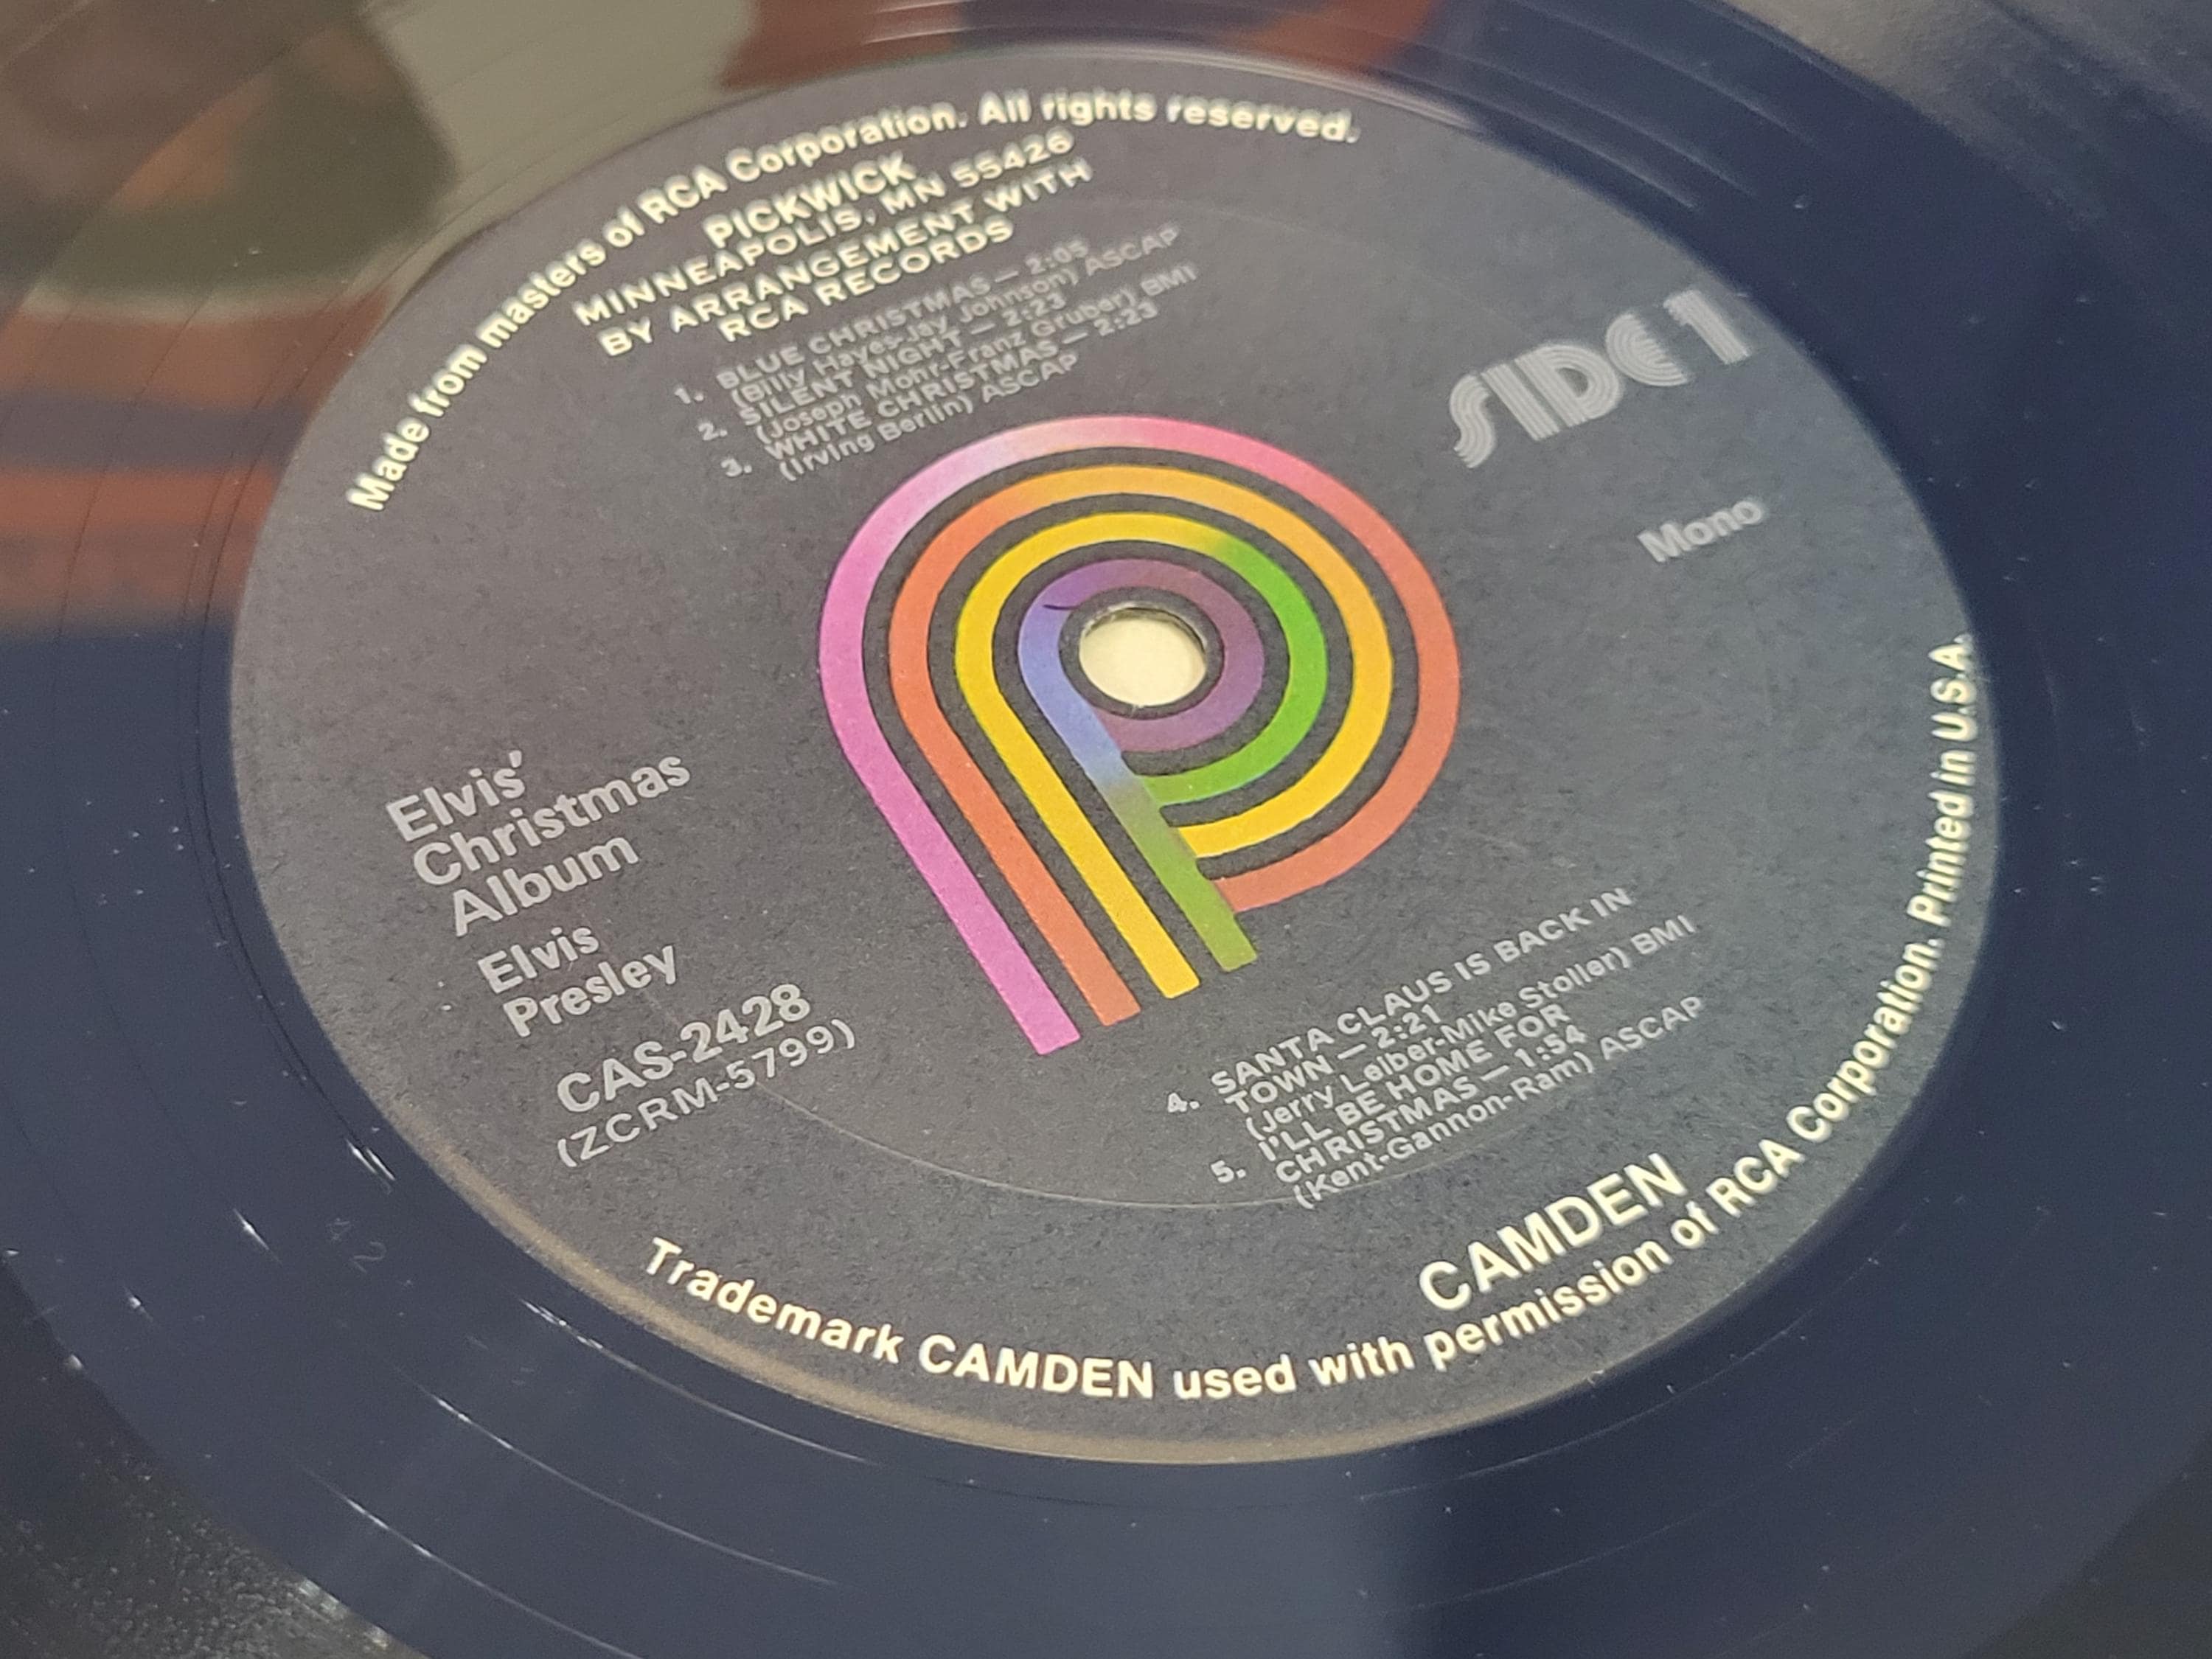 Made from masters of RCA Corporation. All rights reserved.
PICKWICK
MINNEAPOLIS, MN 55426
BY ARRANGEMENT WITH
RCA RECORDS
1. BLUE CHRISTMAS — 2:05
(Billy Hayes-Jay Johnson) ASCAP
2. SILENT NIGHT — 2:23
(Joseph Mohr-Franz Gruber) BMI
3. WHITE CHRISTMAS — 2:23
(Irving Berlin) ASCAP
SIDE 1
Mono
Elvis'
Christmas
Album
Elvis
Presley
CAS-2428
(ZCRM-5799)
4. SANTA CLAUS IS BACK IN
TOWN — 2:21
(Jerry Leiber-Mike Stoller) BMI
5. I'LL BE HOME FOR
CHRISTMAS — 1:54
(Kent-Gannon-Ram) ASCAP
CAMDEN
Trademark CAMDEN used with permission of RCA Corporation. Printed in U.S.A.
42